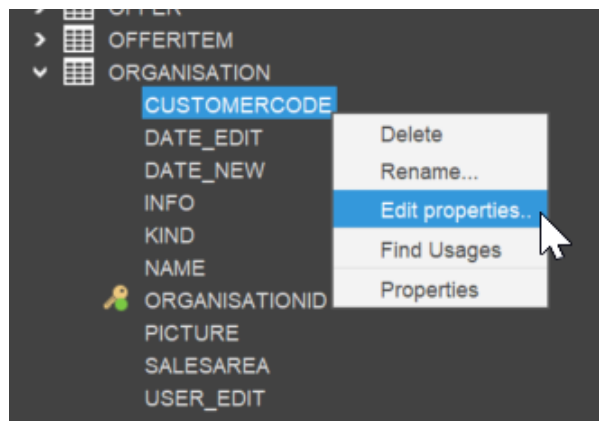 OFFER
OFFERITEM
ORGANISATION
CUSTOMERCODE
DATE_EDIT
DATE_NEW
INFO
KIND
NAME
ORGANISATIONID
PICTURE
SALESAREA
USER_EDIT
Delete
Rename...
Edit properties..
Find Usages
Properties